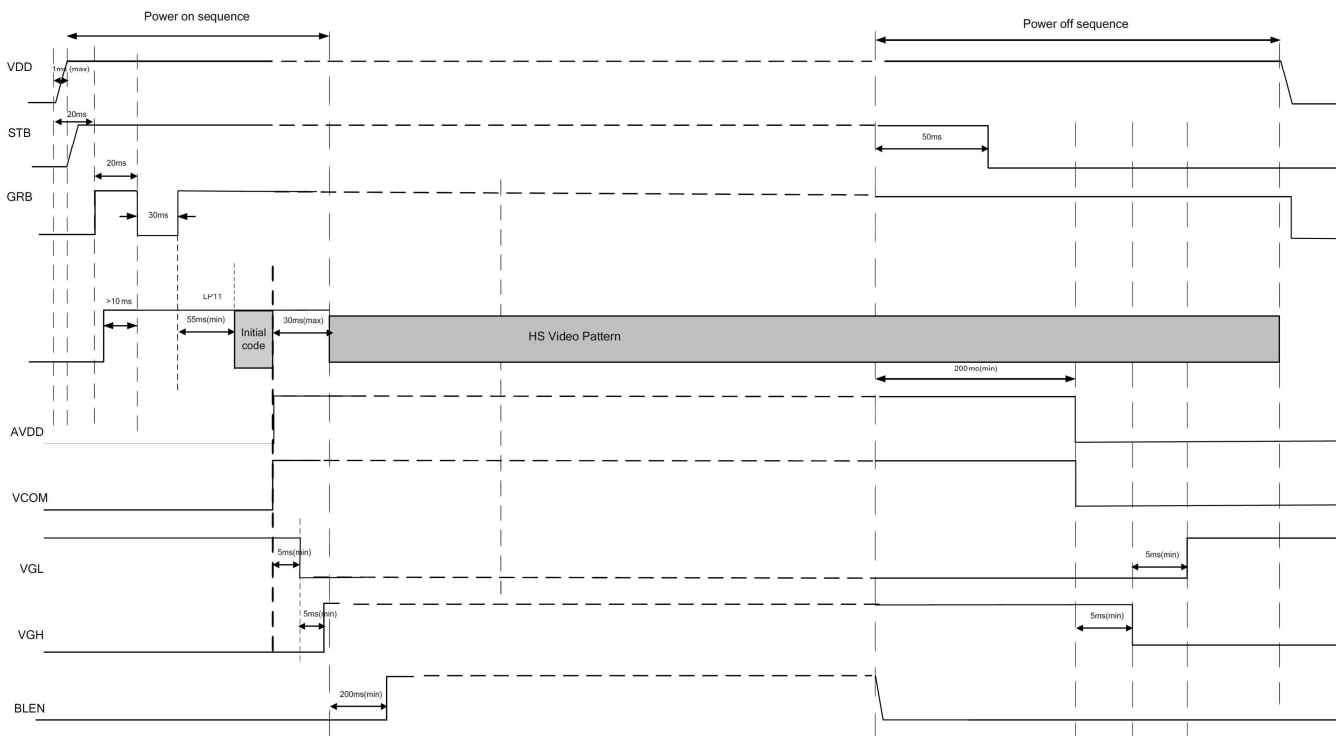 Power on sequence
Power off sequence
VDD
1ms (max)
20ms
STB
50ms
20ms
GRB
30ms
>10 ms
LP11
55ms(min)
Initial
code
30ms(max)
HS Video Pattern
200ms(min)
AVDD
VCOM
5ms(min)
5ms(min)
VGL
5ms(min)
5ms(min)
VGH
200ms(min)
BLEN